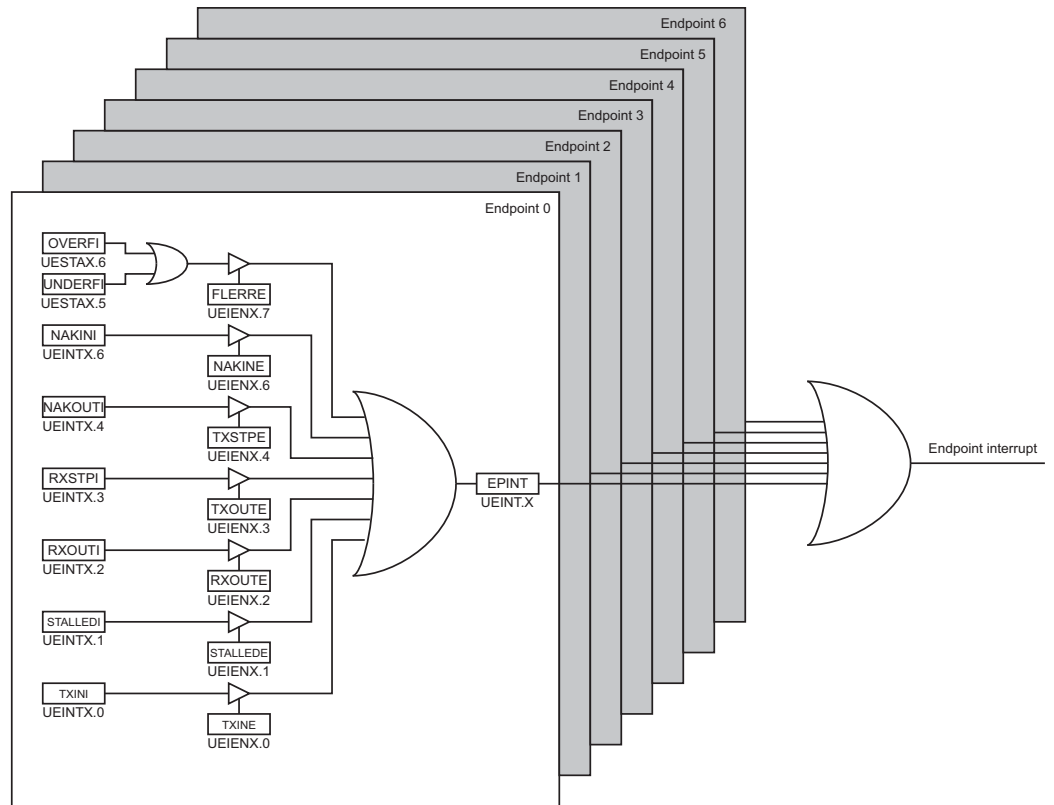 Endpoint 6
Endpoint 5
Endpoint 4
Endpoint 3
Endpoint 2
Endpoint 1
Endpoint 0
OVERFI
UESTAX.6
UNDERFI
UESTAX.5
FLERRE
UEIENX.7
NAKINI
UEINTX.6
NAKINE
UEIENX.6
NAKOUTI
UEINTX.4
TXSTPE
UEIENX.4
RXSTPI
UEINTX.3
TXOUTE
UEIENX.3
RXOUTI
UEINTX.2
RXOUTE
UEIENX.2
STALLEDI
UEINTX.1
STALLEDE
UEIENX.1
TXINI
UEINTX.0
TXINE
UEIENX.0
EPINT
UEINT.X
Endpoint interrupt